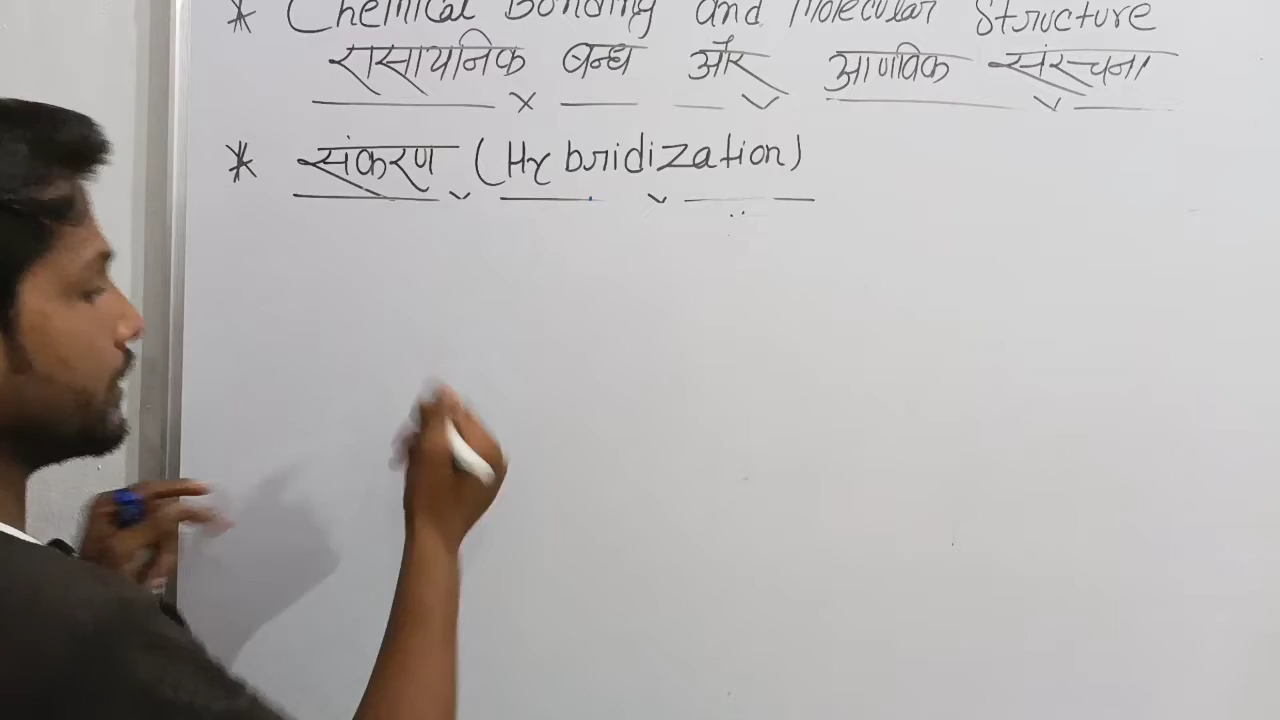 * Chemical Bonding and Molecular Structure
रासायनिक बन्ध और आणविक संरचना
* संकरण (Hybridization)